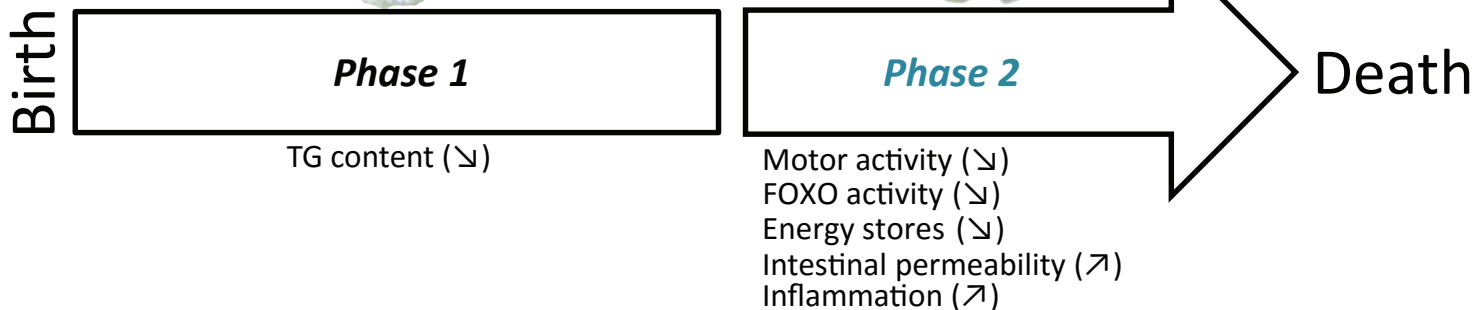 Birth
Phase 1
Phase 2
Death
TG content (↘)
Motor activity (↘)
FOXO activity (↘)
Energy stores (↘)
Intestinal permeability (↗)
Inflammation (↗)